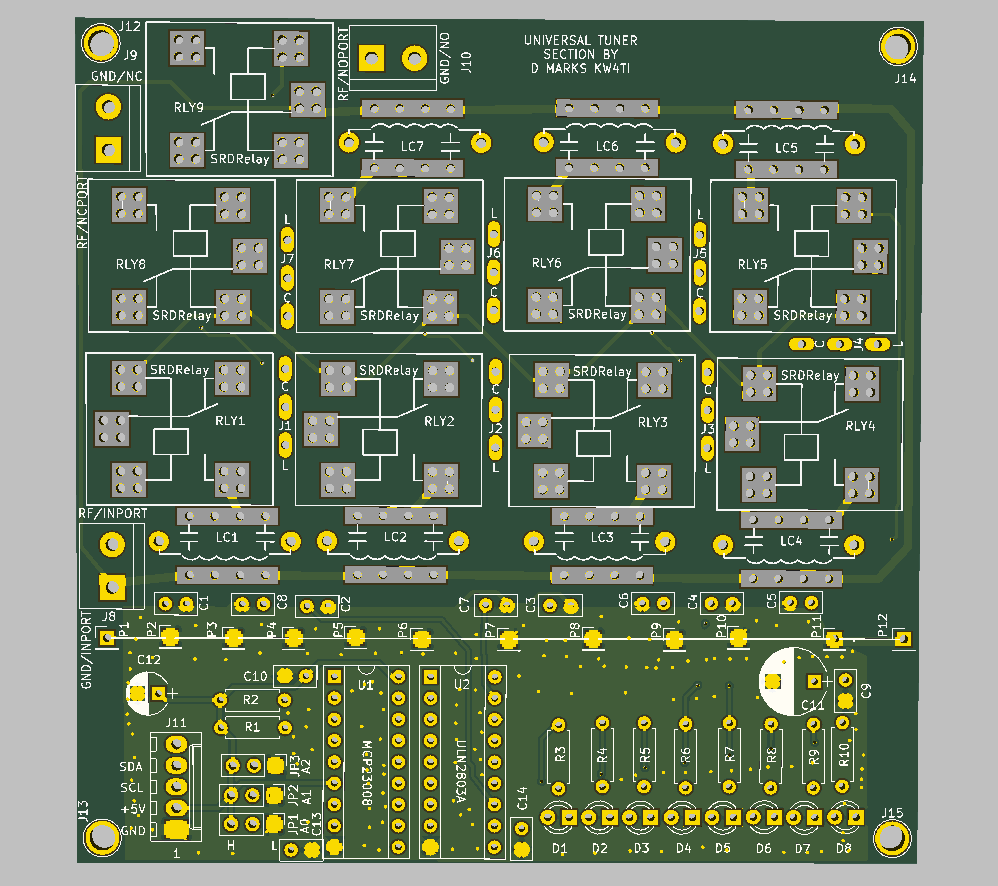 J12
J9
GND/NC
RLY9
SRDRelay
RF/NOPORT
GND/NO
J10
UNIVERSAL TUNER
SECTION BY
D MARKS KW4TI
J14
RF/NCPORT
LC7
LC6
LC5
RLY8
SRDRelay
L
J7
C
RLY7
SRDRelay
L
J6
C
RLY6
SRDRelay
L
J5
C
RLY5
SRDRelay
C
J4
L
SRDRelay
RLY1
C
J1
L
SRDRelay
RLY2
C
J2
L
SRDRelay
RLY3
C
J3
L
SRDRelay
RLY4
RF/INPORT
LC1
LC2
LC3
LC4
J8
GND/INPORT
C1
C8
C2
C7
C3
C6
C4
C5
P1
P2
P3
P4
P5
P6
P7
P8
P9
P10
P11
P12
C12
+
C10
R2
R1
U1
MCP23008
U2
ULN2803A
+
C11
C9
J11
SDA
SCL
+5V
GND
1
J13
JP3
A2
JP2
A1
JP1
A0
H
L
C13
C14
R3
R4
R5
R6
R7
R8
R9
R10
D1
D2
D3
D4
D5
D6
D7
D8
J15